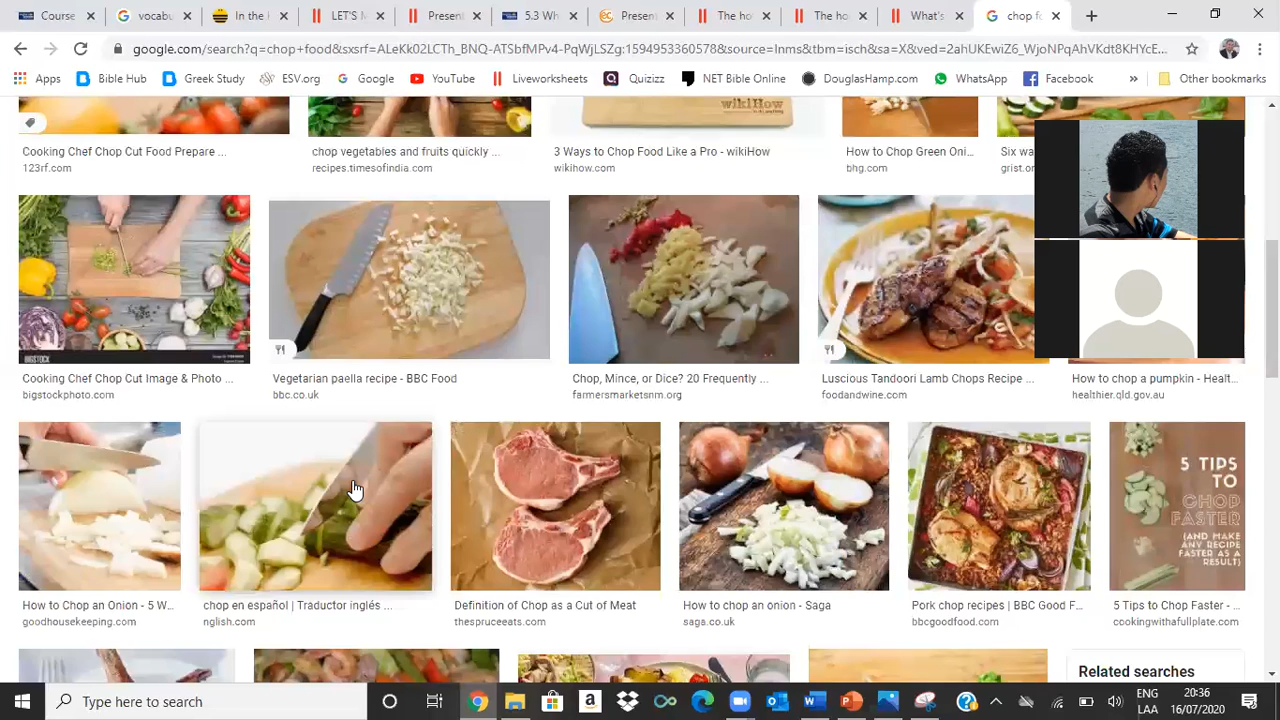 Course
vocabu
In the
LET'S M
Presen
5.3 Wh
Presen
The ho
The ho
What's
chop fo
google.com/search?q=chop+food&sxsrf=ALeKk02LCTh_BNQ-ATSbfMPv4-PqWjLSZg:1594953360578&source=lnms&tbm=isch&sa=X&ved=2ahUKEwiZ6_WjoNPqAhVKdt8KHYcE...
Apps
Bible Hub
Greek Study
ESV.org
Google
YouTube
Liveworksheets
Quizizz
NET Bible Online
DouglasHamp.com
WhatsApp
Facebook
»
Other bookmarks
wikiHow
Cooking Chef Chop Cut Food Prepare ...
123rf.com
chop vegetables and fruits quickly ...
recipes.timesofindia.com
3 Ways to Chop Food Like a Pro - wikiHow
wikihow.com
How to Chop Green Oni...
bhg.com
Six wa
grist.or
BIGSTOCK
Cooking Chef Chop Cut Image & Photo ...
bigstockphoto.com
Vegetarian paella recipe - BBC Food
bbc.co.uk
Chop, Mince, or Dice? 20 Frequently ...
farmersmarketsnm.org
Luscious Tandoori Lamb Chops Recipe ...
foodandwine.com
How to chop a pumpkin - Healt...
healthier.qld.gov.au
5 TIPS
TO
CHOP
FASTER
(AND MAKE
ANY RECIPE
FASTER AS A
RESULT)
How to Chop an Onion - 5 W...
goodhousekeeping.com
chop en español | Traductor inglés ...
nglish.com
Definition of Chop as a Cut of Meat
thespruceeats.com
How to chop an onion - Saga
saga.co.uk
Pork chop recipes | BBC Good F...
bbcgoodfood.com
5 Tips to Chop Faster - ...
cookingwithafullplate.com
Related searches
Type here to search
ENG
LAA
20:36
16/07/2020